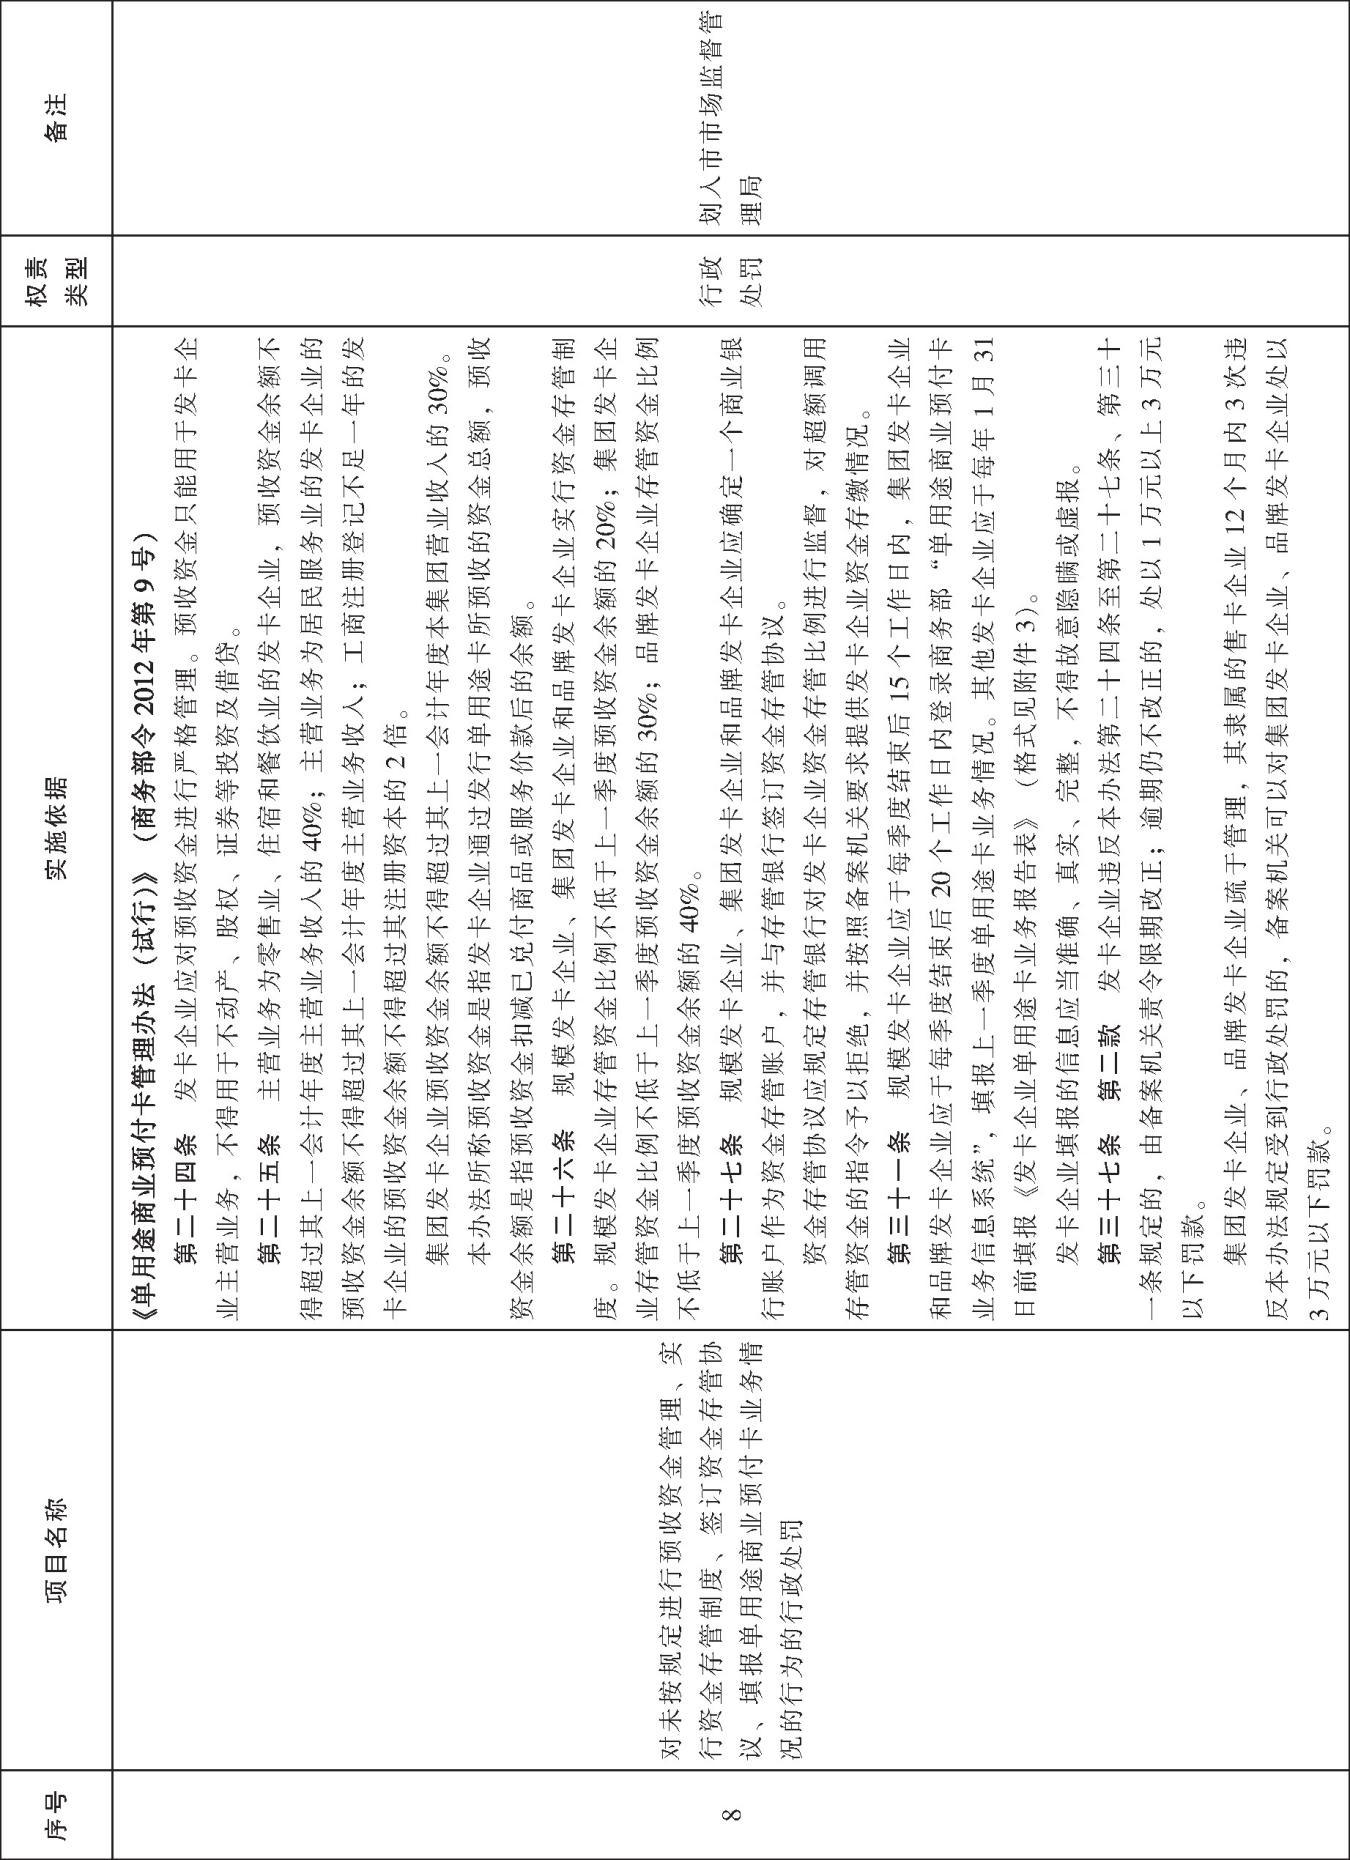 序号
项目名称
实施依据
权责
类型
备注
8
对未按规定进行预收资金管理、实
行资金存管制度、签订资金存管协
议、填报单用途商业预付卡业务情
况的行为的行政处罚
《单用途商业预付卡管理办法（试行）》（商务部令 2012 年第 9 号）
第二十四条　发卡企业应对预收资金进行严格管理。预收资金只能用于发卡企
业主营业务，不得用于不动产、股权、证券等投资及借贷。
第二十五条　主营业务为零售业、住宿和餐饮业的发卡企业，预收资金余额不
得超过其上一会计年度主营业务收入的 40%；主营业务为居民服务业的发卡企业的
预收资金余额不得超过其上一会计年度主营业务收入；工商注册登记不足一年的发
卡企业的预收资金余额不得超过其注册资本的 2 倍。
集团发卡企业预收资金余额不得超过其上一会计年度本集团营业收入的 30%。
本办法所称预收资金是指发卡企业通过发行单用途卡所预收的资金总额，预收
资金余额是指预收资金扣减已兑付商品或服务价款后的余额。
第二十六条　规模发卡企业、集团发卡企业和品牌发卡企业实行资金存管制
度。规模发卡企业存管资金比例不低于上一季度预收资金余额的 20%；集团发卡企
业存管资金比例不低于上一季度预收资金余额的 30%；品牌发卡企业存管资金比例
不低于上一季度预收资金余额的 40%。
第二十七条　规模发卡企业、集团发卡企业和品牌发卡企业应确定一个商业银
行账户作为资金存管账户，并与存管银行签订资金存管协议。
资金存管协议应规定存管银行对发卡企业资金存管比例进行监督，对超额调用
存管资金的指令予以拒绝，并按照备案机关要求提供发卡企业资金存缴情况。
第三十一条　规模发卡企业应于每季度结束后 15 个工作日内，集团发卡企业
和品牌发卡企业应于每季度结束后 20 个工作日内登录商务部“单用途商业预付卡
业务信息系统”，填报上一季度单用途卡业务情况。其他发卡企业应于每年 1 月 31
日前填报《发卡企业单用途卡业务报告表》（格式见附件 3）。
发卡企业填报的信息应当准确、真实、完整，不得故意隐瞒或虚报。
第三十七条　第二款　发卡企业违反本办法第二十四条至第二十七条、第三十
一条规定的，由备案机关责令限期改正；逾期仍不改正的，处以 1 万元以上 3 万元
以下罚款。
集团发卡企业、品牌发卡企业疏于管理，其隶属的售卡企业 12 个月内 3 次违
反本办法规定受到行政处罚的，备案机关可以对集团发卡企业、品牌发卡企业处以
3 万元以下罚款。
行政
处罚
划入市市场监督管
理局